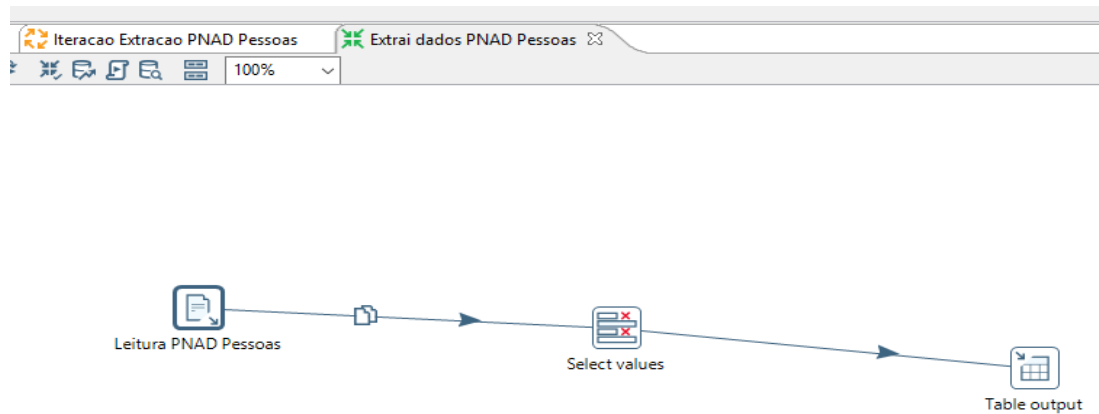 Iteracao Extracao PNAD Pessoas
Extrai dados PNAD Pessoas
100%
Leitura PNAD Pessoas
Select values
Table output